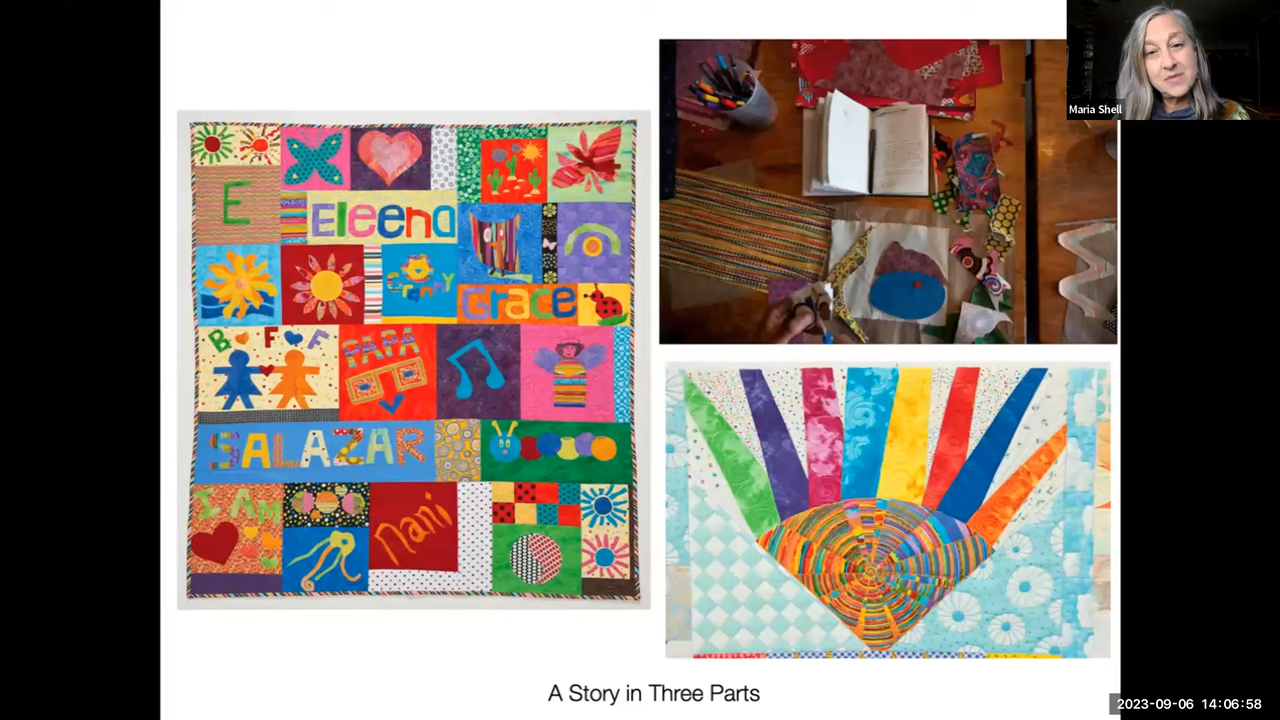 Maria Shell
E
Eleena
Granny
Grace
B F F
PAPA
SALAZAR
I AM
Nani
A Story in Three Parts
2023-09-06 14:06:58